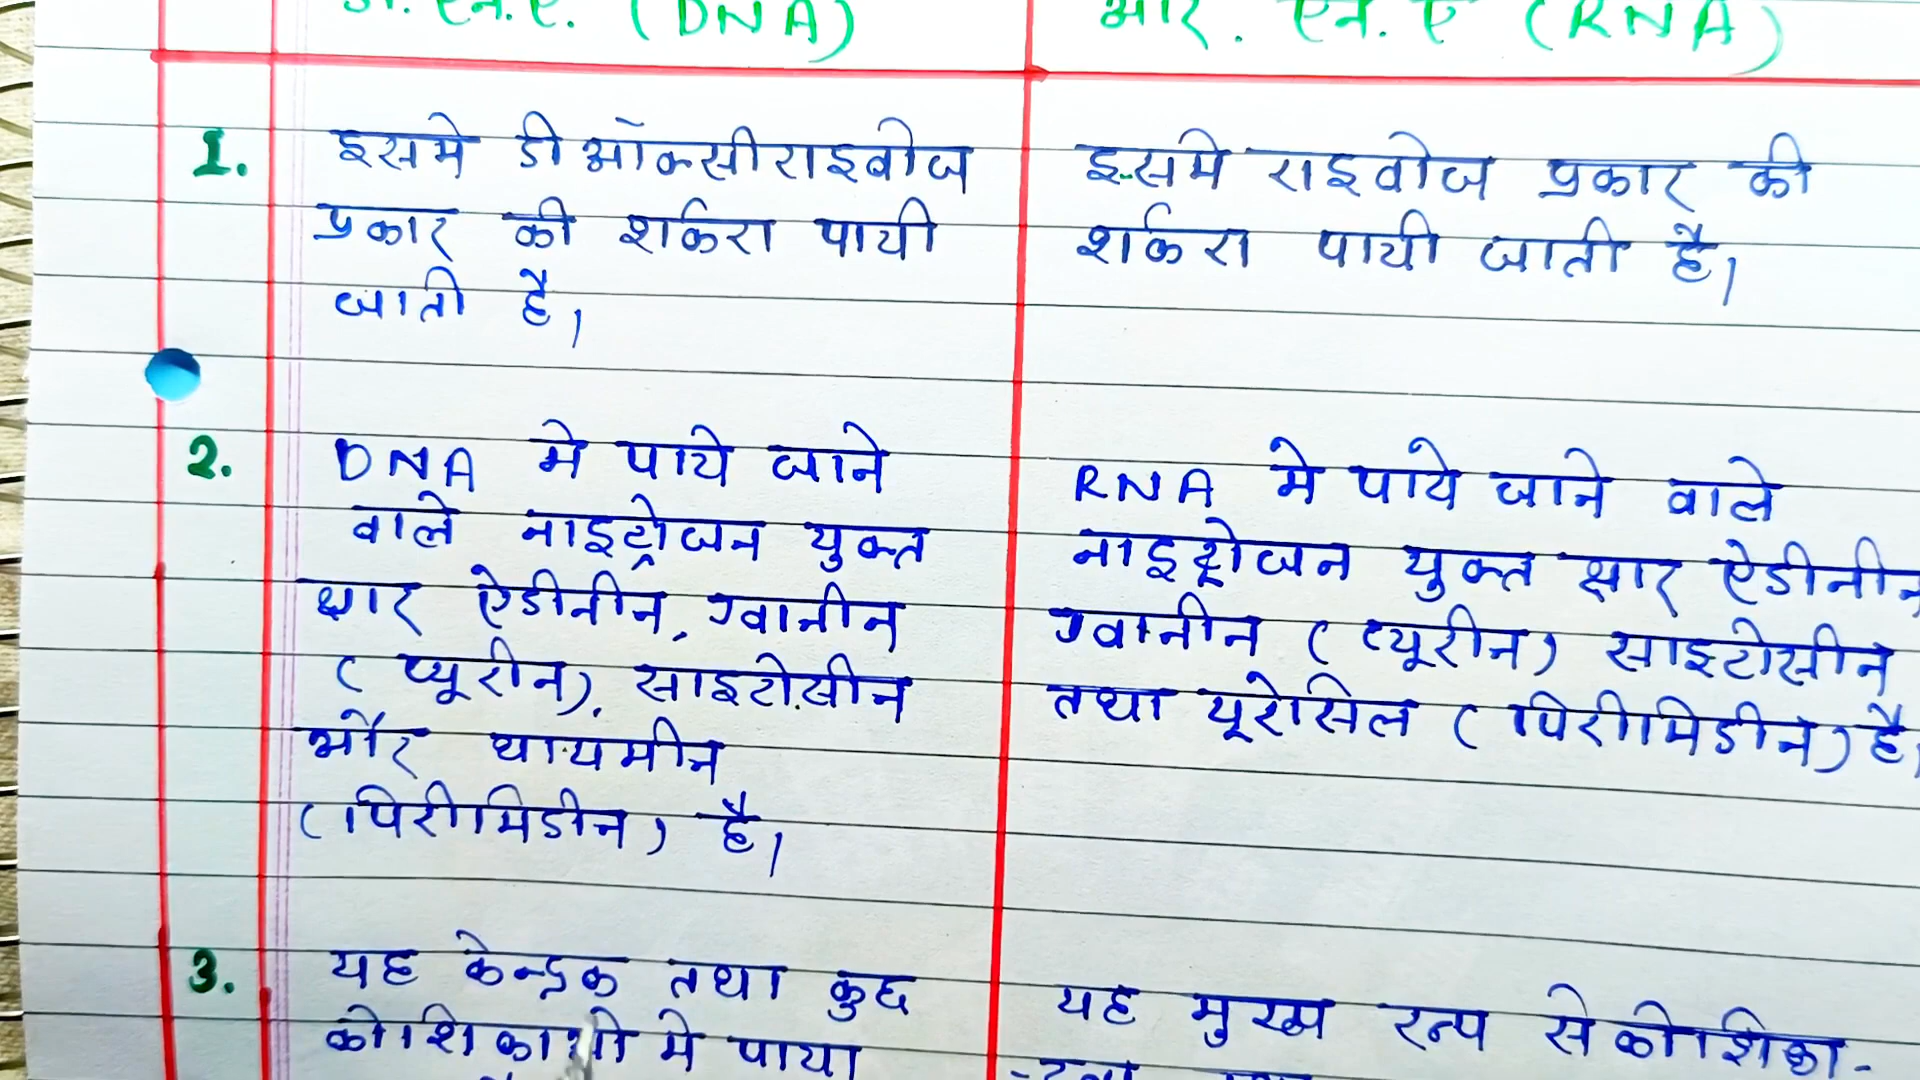 डी. एन. ए. (DNA)
आर. एन. ए (RNA)
1.
इसमे डीऑक्सीराइबोज
प्रकार की शर्करा पायी
जाती है।
इसमे राइवोज प्रकार की
शर्करा पायी जाती है।
2.
DNA मे पाये जाने
वाले नाइट्रोजन युक्त
क्षार ऐडीनीन, ग्वानीन
( प्यूरीन), साइटोसीन
और थायमीन
(पिरीमिडीन) है।
RNA मे पाये जाने वाले
नाइट्रोजन युक्त क्षार ऐडीनीन
ग्वानीन ( प्यूरीन) साइटोसीन
तथा यूरेसिल ( पिरीमिडीन) है।
3.
यह केन्द्रक तथा कुछ
कोशिकाओ मे पाया
यह मुख्य रूप से कोशिका-